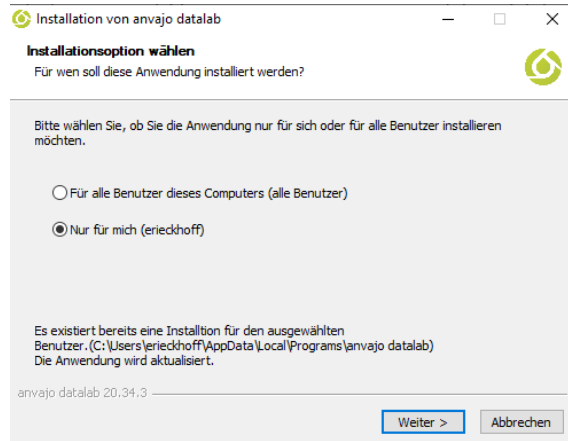 Installation von anvajo datalab
Installationsoption wählen
Für wen soll diese Anwendung installiert werden?
Bitte wählen Sie, ob Sie die Anwendung nur für sich oder für alle Benutzer installieren
möchten.
Für alle Benutzer dieses Computers (alle Benutzer)
Nur für mich (erieckhoff)
Es existiert bereits eine Installtion für den ausgewählten
Benutzer.(C:\Users\erieckhoff\AppData\Local\Programs\anvajo datalab)
Die Anwendung wird aktualisiert.
anvajo datalab 20.34.3
Weiter >
Abbrechen